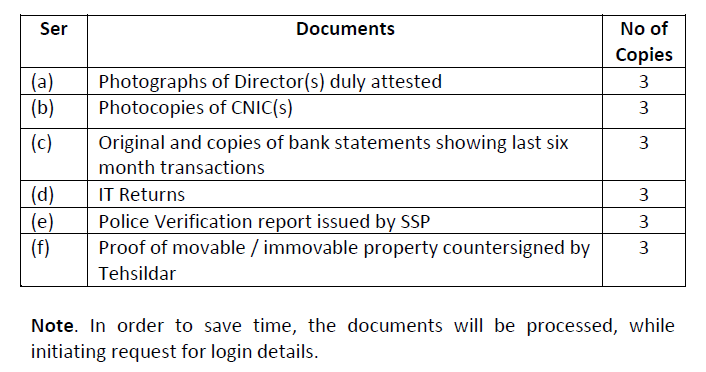 Ser Documents No of
Copies
(a) Photographs of Director(s) duly attested 3
(b) Photocopies of CNIC(s) 3
(c) Original and copies of bank statements showing last six 3
month transactions
(d) IT Returns 3
(e) Police Verification report issued by SSP 3
(f) Proof of movable / immovable property countersigned by 3
Tehsildar
Note. In order to save time, the documents will be processed, while
initiating request for login details.